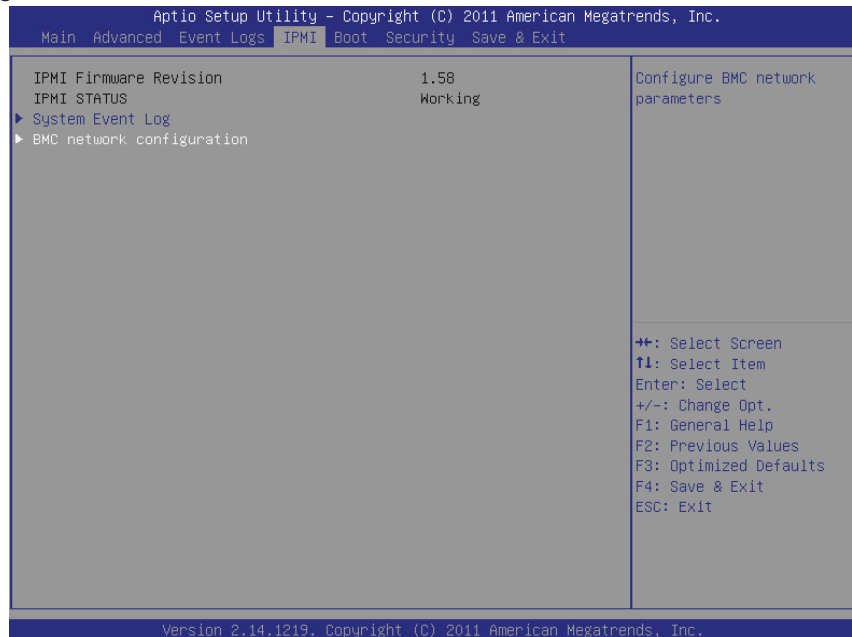 Aptio Setup Utility – Copyright (C) 2011 American Megatrends, Inc.
Main Advanced Event Logs IPMI Boot Security Save & Exit
IPMI Firmware Revision 1.58
IPMI STATUS Working
System Event Log
BMC network configuration
Configure BMC network
parameters
→←: Select Screen
↑↓: Select Item
Enter: Select
+/-: Change Opt.
F1: General Help
F2: Previous Values
F3: Optimized Defaults
F4: Save & Exit
ESC: Exit
Version 2.14.1219. Copyright (C) 2011 American Megatrends, Inc.